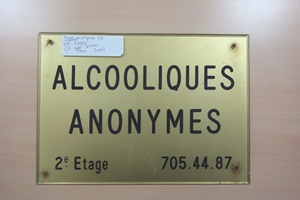 ALCOOLIQUES
ANONYMES
2e Etage 705.44.87